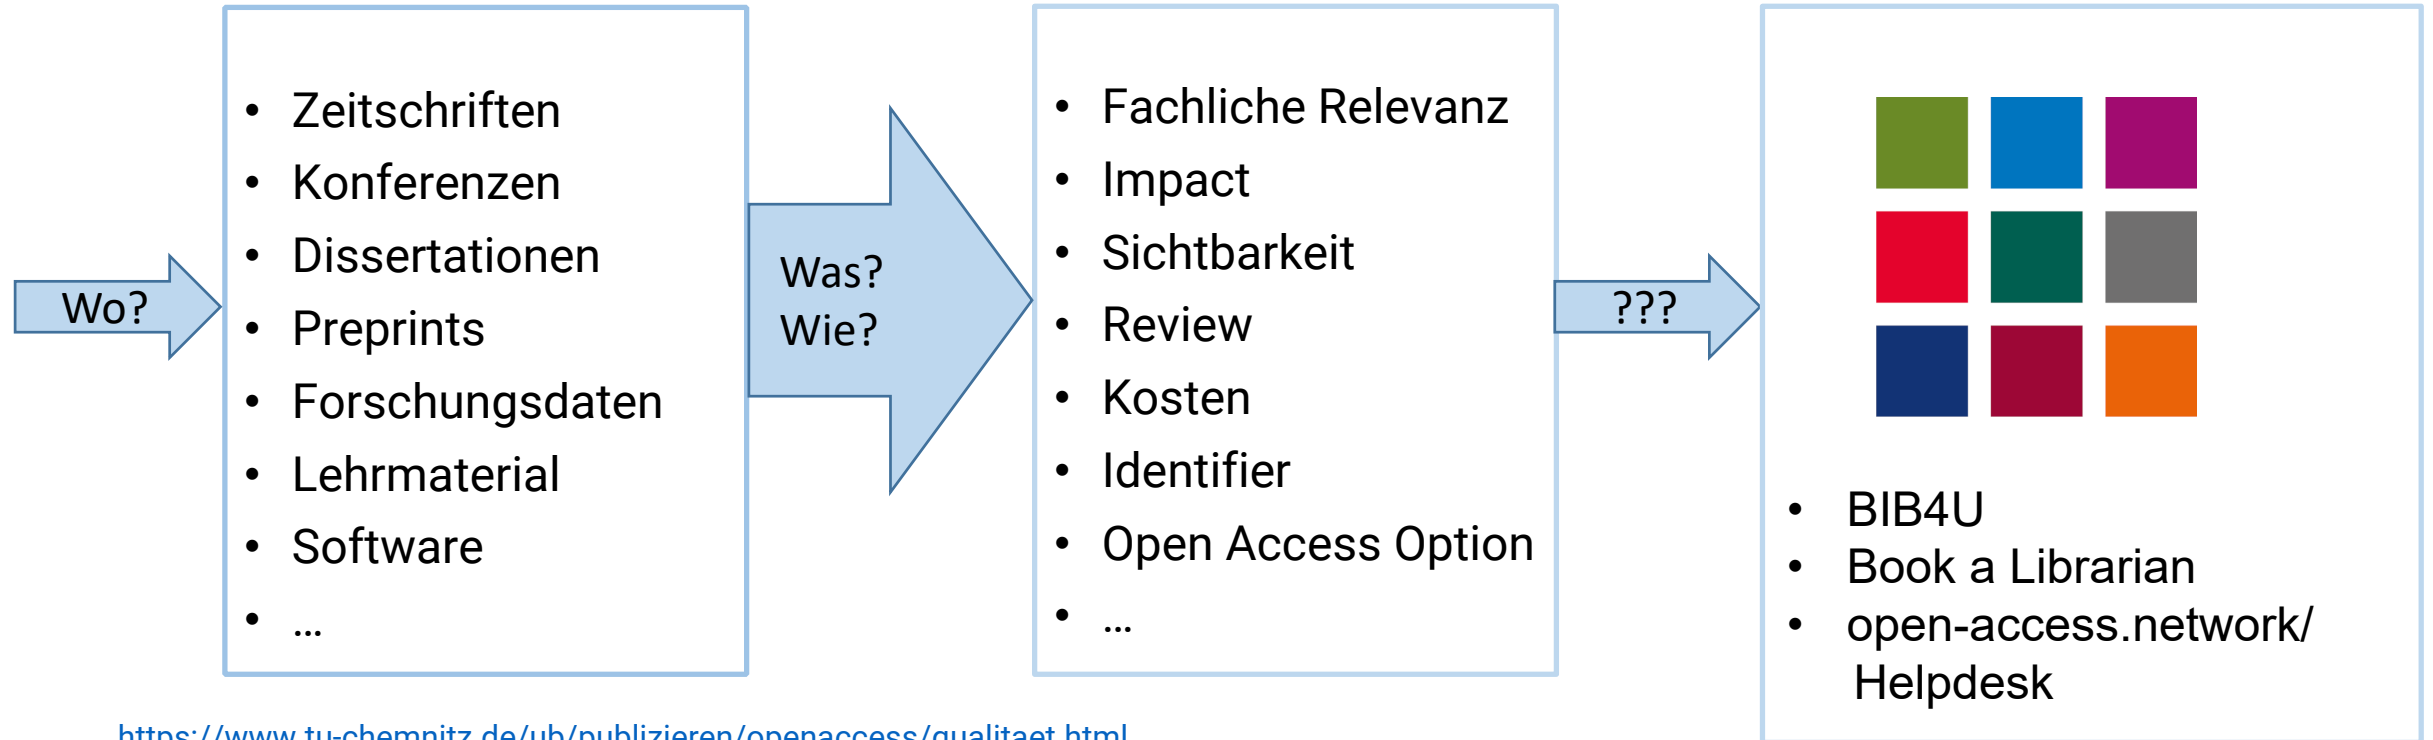 Wo?
Zeitschriften
Konferenzen
Dissertationen
Preprints
Forschungsdaten
Lehrmaterial
Software
...
Was?
Wie?
Fachliche Relevanz
Impact
Sichtbarkeit
Review
Kosten
Identifier
Open Access Option
...
???
BIB4U
Book a Librarian
open-access.network/
Helpdesk
https://www.tu-chemnitz.de/ub/publizieren/openaccess/qualitaet.html